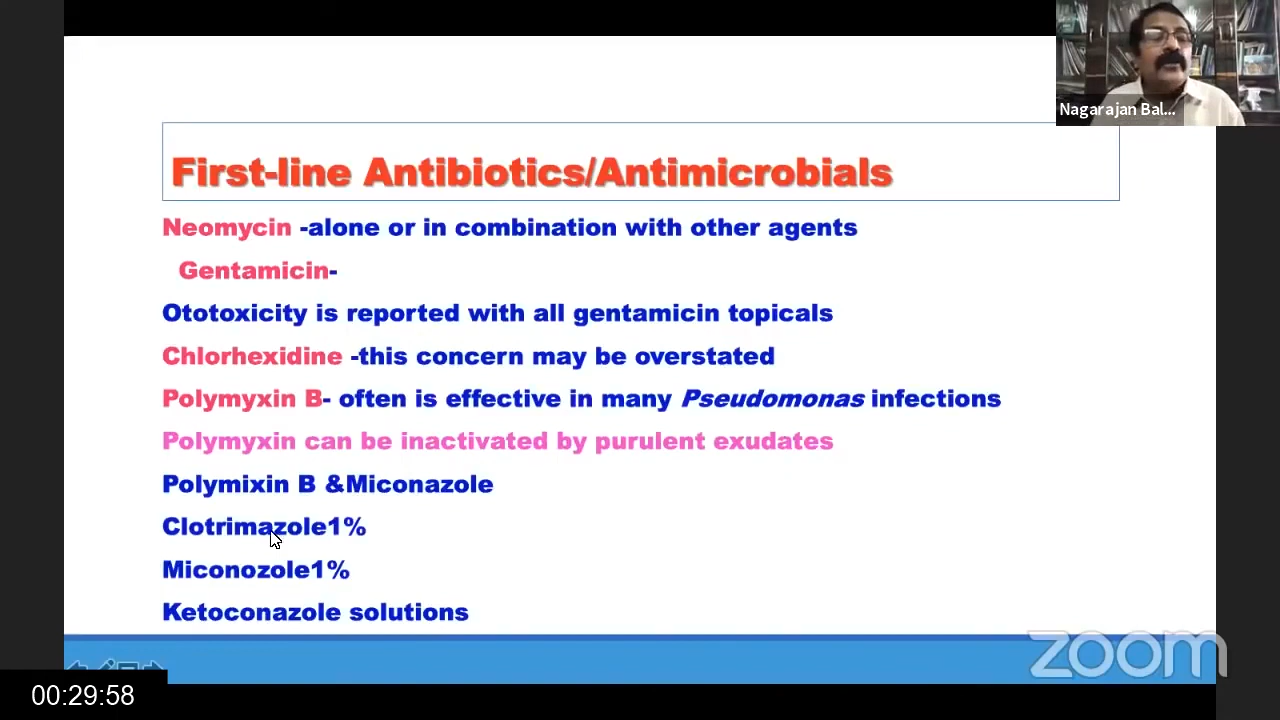 Nagarajan Bal...
First-line Antibiotics/Antimicrobials
Neomycin -alone or in combination with other agents
Gentamicin-
Ototoxicity is reported with all gentamicin topicals
Chlorhexidine -this concern may be overstated
Polymyxin B- often is effective in many Pseudomonas infections
Polymyxin can be inactivated by purulent exudates
Polymixin B &Miconazole
Clotrimazole1%
Miconozole1%
Ketoconazole solutions
zoom
00:29:58